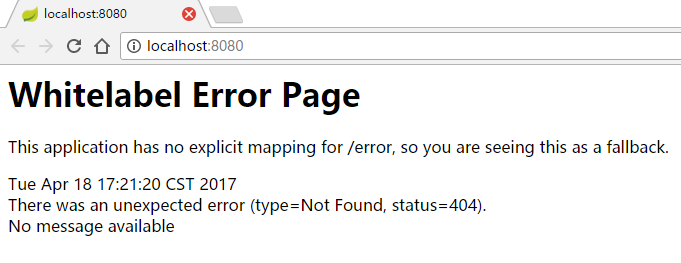 localhost:8080
localhost:8080
Whitelabel Error Page
This application has no explicit mapping for /error, so you are seeing this as a fallback.
Tue Apr 18 17:21:20 CST 2017
There was an unexpected error (type=Not Found, status=404).
No message available